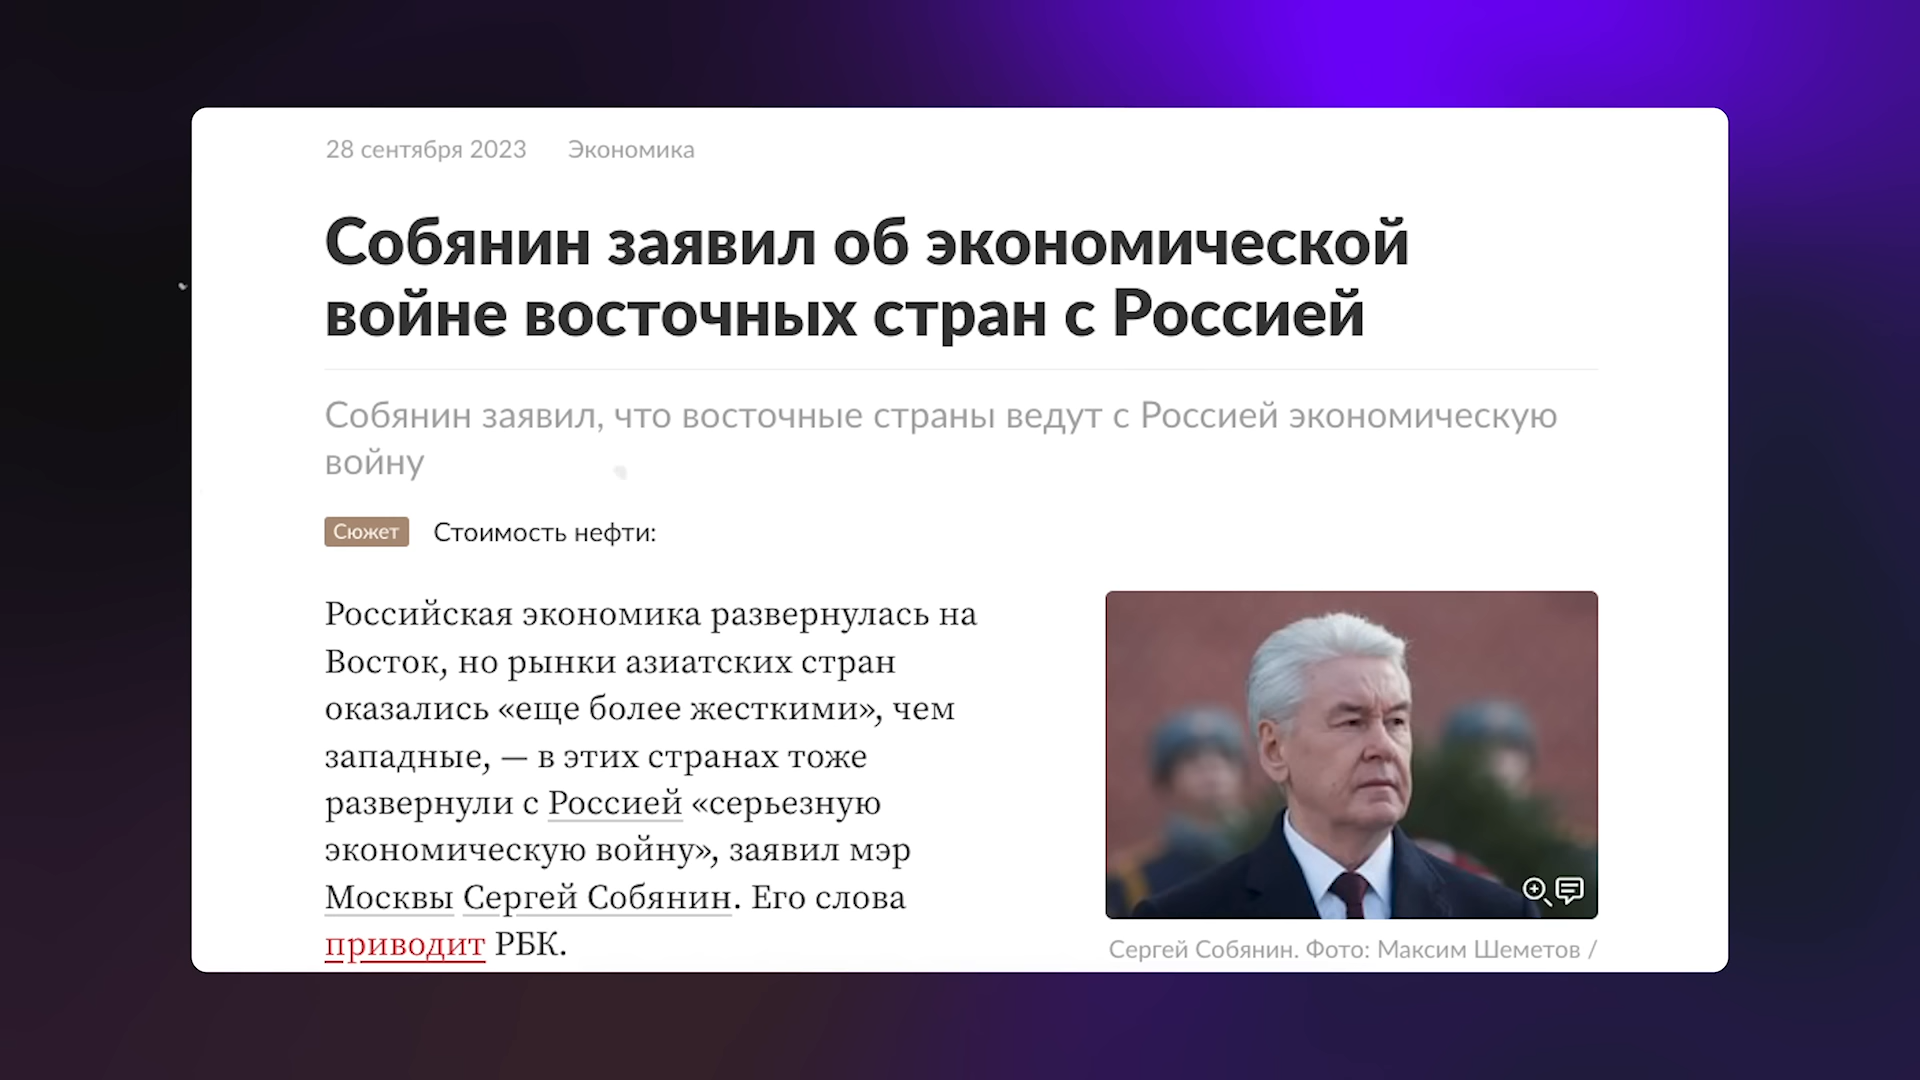 28 сентября 2023 Экономика
Собянин заявил об экономической
войне восточных стран с Россией
Собянин заявил, что восточные страны ведут с Россией экономическую
войну
Сюжет Стоимость нефти:
Российская экономика развернулась на
Восток, но рынки азиатских стран
оказались «еще более жесткими», чем
западные, — в этих странах тоже
развернули с Россией «серьезную
экономическую войну», заявил мэр
Москвы Сергей Собянин. Его слова
приводит РБК.
Сергей Собянин. Фото: Максим Шеметов /